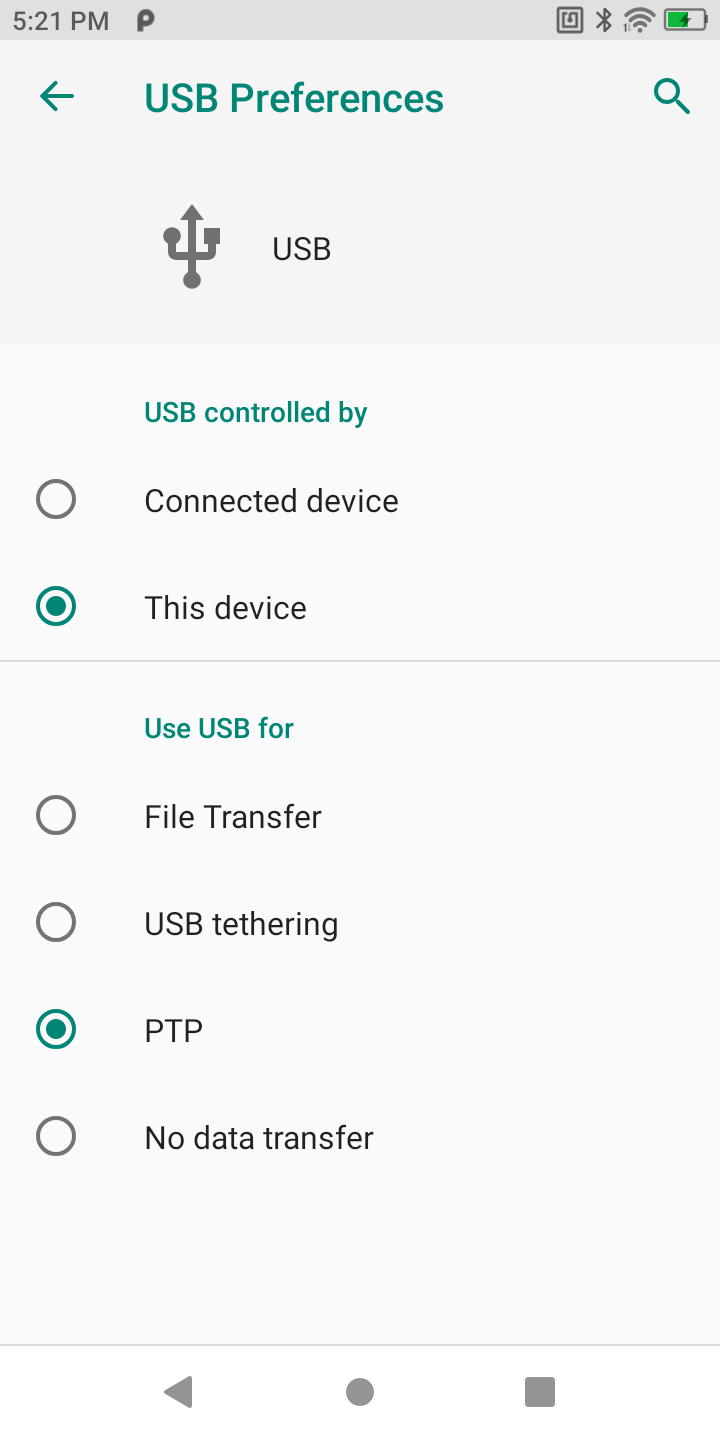 5:21 PM
USB Preferences
USB
USB controlled by
Connected device
This device
Use USB for
File Transfer
USB tethering
PTP
No data transfer